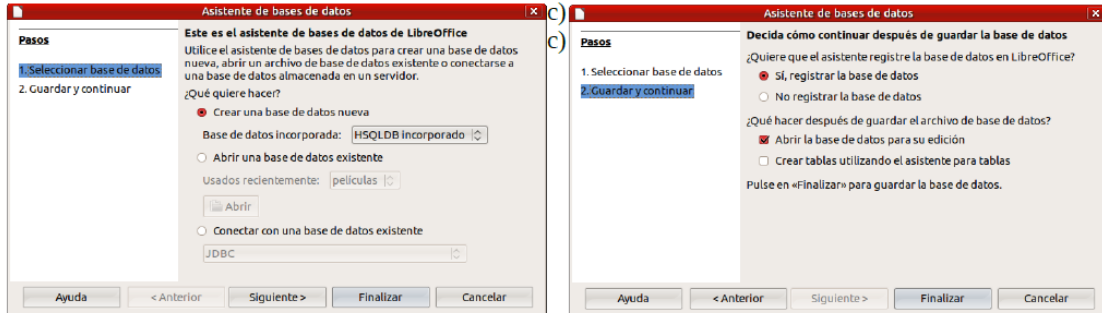 Asistente de bases de datos
Pasos
1. Seleccionar base de datos
2. Guardar y continuar
Este es el asistente de bases de datos de LibreOffice
Utilice el asistente de bases de datos para crear una base de datos
nueva, abrir un archivo de base de datos existente o conectarse a
una base de datos almacenada en un servidor.
¿Qué quiere hacer?
Crear una base de datos nueva
Base de datos incorporada: HSQLDB incorporado
Abrir una base de datos existente
Usados recientemente: peliculas
Abrir
Conectar con una base de datos existente
JDBC
Ayuda < Anterior Siguiente > Finalizar Cancelar
c)
c)
Asistente de bases de datos
Pasos
1. Seleccionar base de datos
2. Guardar y continuar
Decida cómo continuar después de guardar la base de datos
¿Quiere que el asistente registre la base de datos en LibreOffice?
Sí, registrar la base de datos
No registrar la base de datos
¿Qué hacer después de guardar el archivo de base de datos?
Abrir la base de datos para su edición
Crear tablas utilizando el asistente para tablas
Pulse en «Finalizar» para guardar la base de datos.
Ayuda < Anterior Siguiente > Finalizar Cancelar